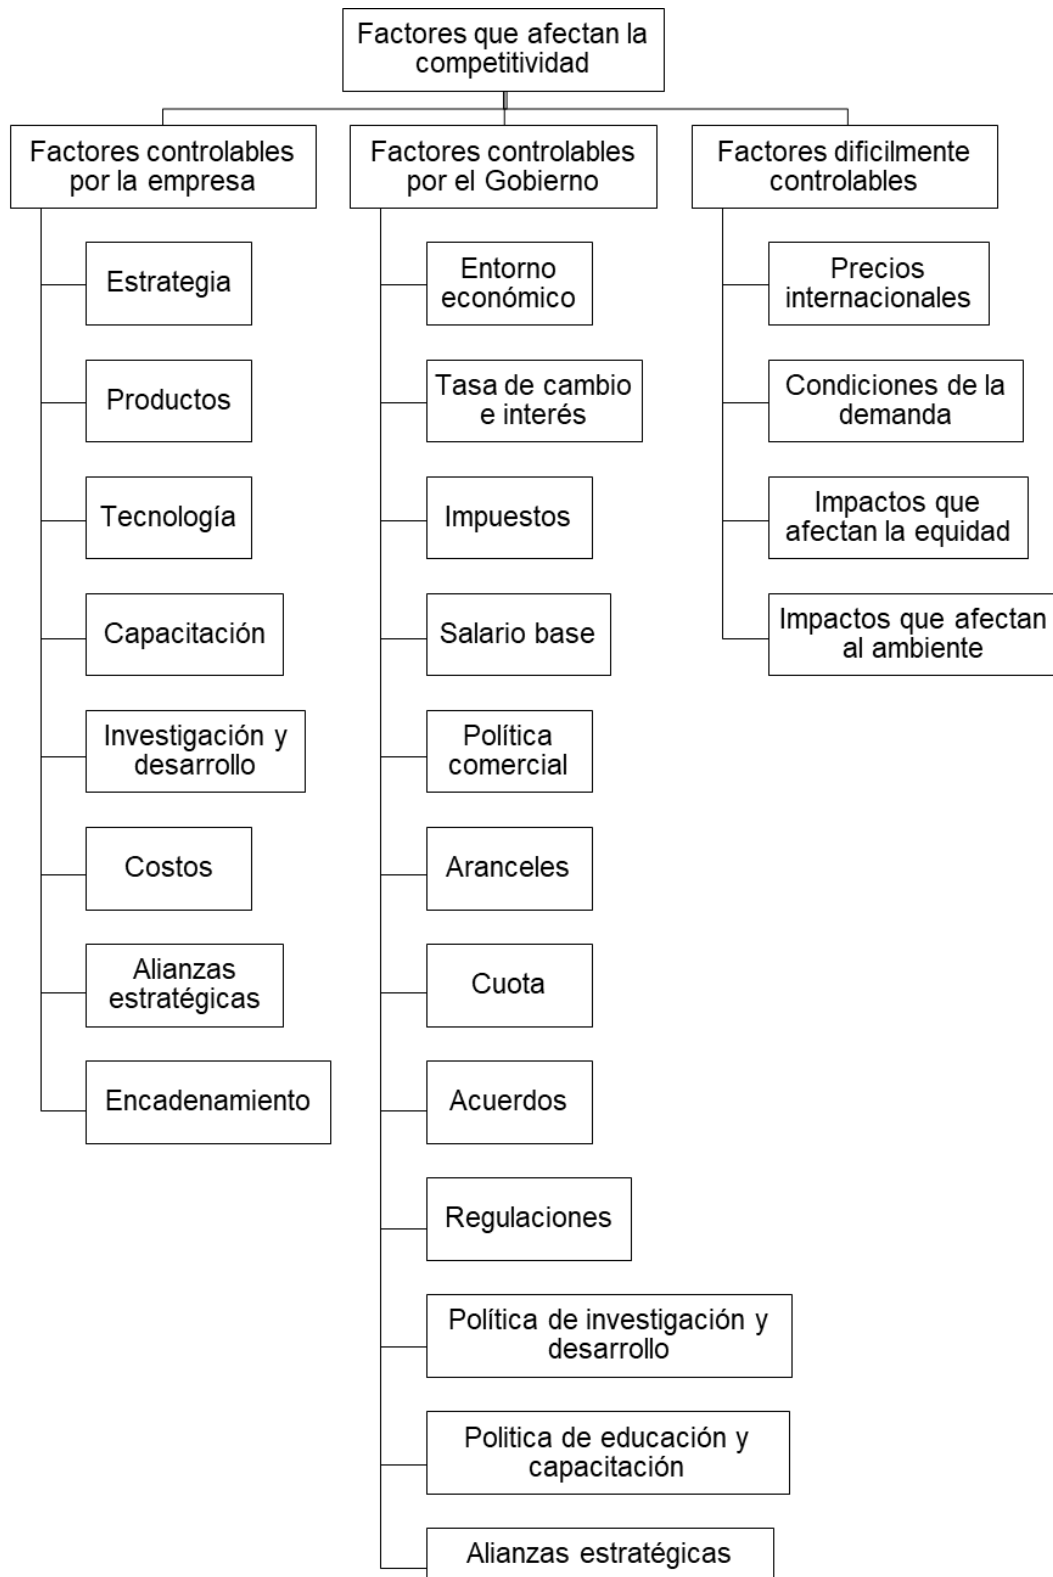 Factores que afectan la
competitividad
Factores controlables
por la empresa
Estrategia
Productos
Tecnología
Capacitación
Investigación y
desarrollo
Costos
Alianzas
estratégicas
Encadenamiento
Factores controlables
por el Gobierno
Entorno
económico
Tasa de cambio
e interés
Impuestos
Salario base
Política
comercial
Aranceles
Cuota
Acuerdos
Regulaciones
Política de investigación y
desarrollo
Politica de educación y
capacitación
Alianzas estratégicas
Factores dificilmente
controlables
Precios
internacionales
Condiciones de la
demanda
Impactos que
afectan la equidad
Impactos que afectan
al ambiente